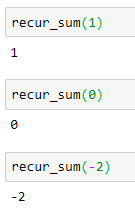 recur_sum(1)
1
recur_sum(0)
0
recur_sum(-2)
-2